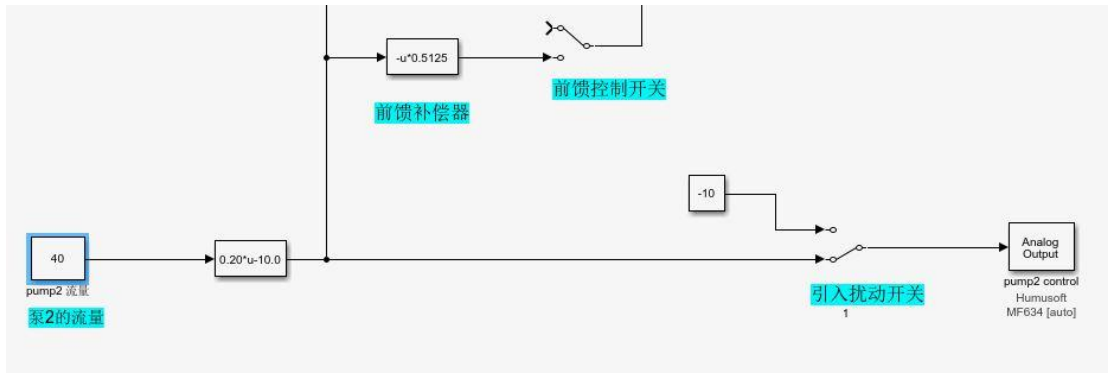 -u*0.5125
前馈控制开关
前馈补偿器
-10
40
0.20*u-10.0
Analog
Output
pump2 流量
引入扰动开关
pump2 control
1
Humusoft
泵2的流量
MF634 [auto]